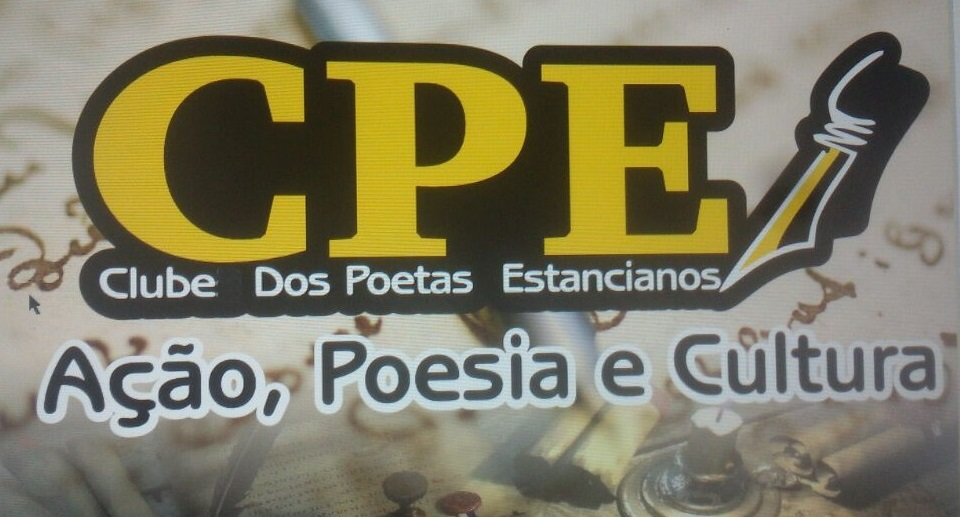 CPE
Clube Dos Poetas Estancianos
Ação, Poesia e Cultura